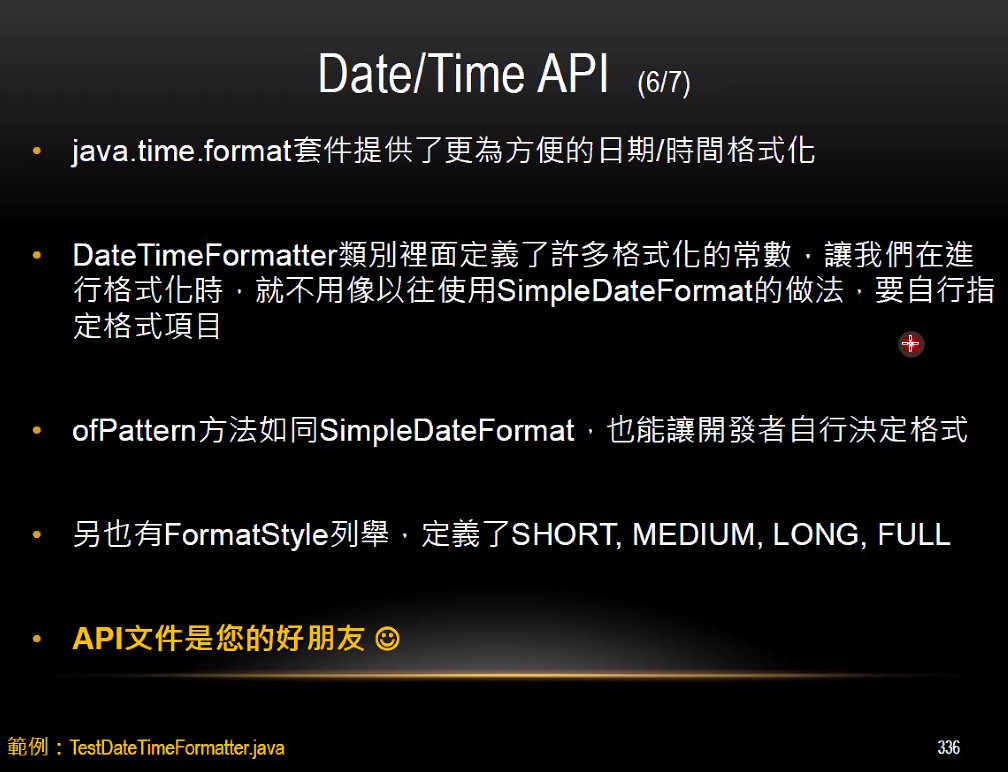 Date/Time API (6/7)
• java.time.format套件提供了更為方便的日期/時間格式化
• DateTimeFormatter類別裡面定義了許多格式化的常數，讓我們在進
行格式化時，就不用像以往使用SimpleDateFormat的做法，要自行指
定格式項目
• ofPattern方法如同SimpleDateFormat，也能讓開發者自行決定格式
• 另也有FormatStyle列舉，定義了SHORT, MEDIUM, LONG, FULL
• API文件是您的好朋友☺
範例：TestDateTimeFormatter.java
336